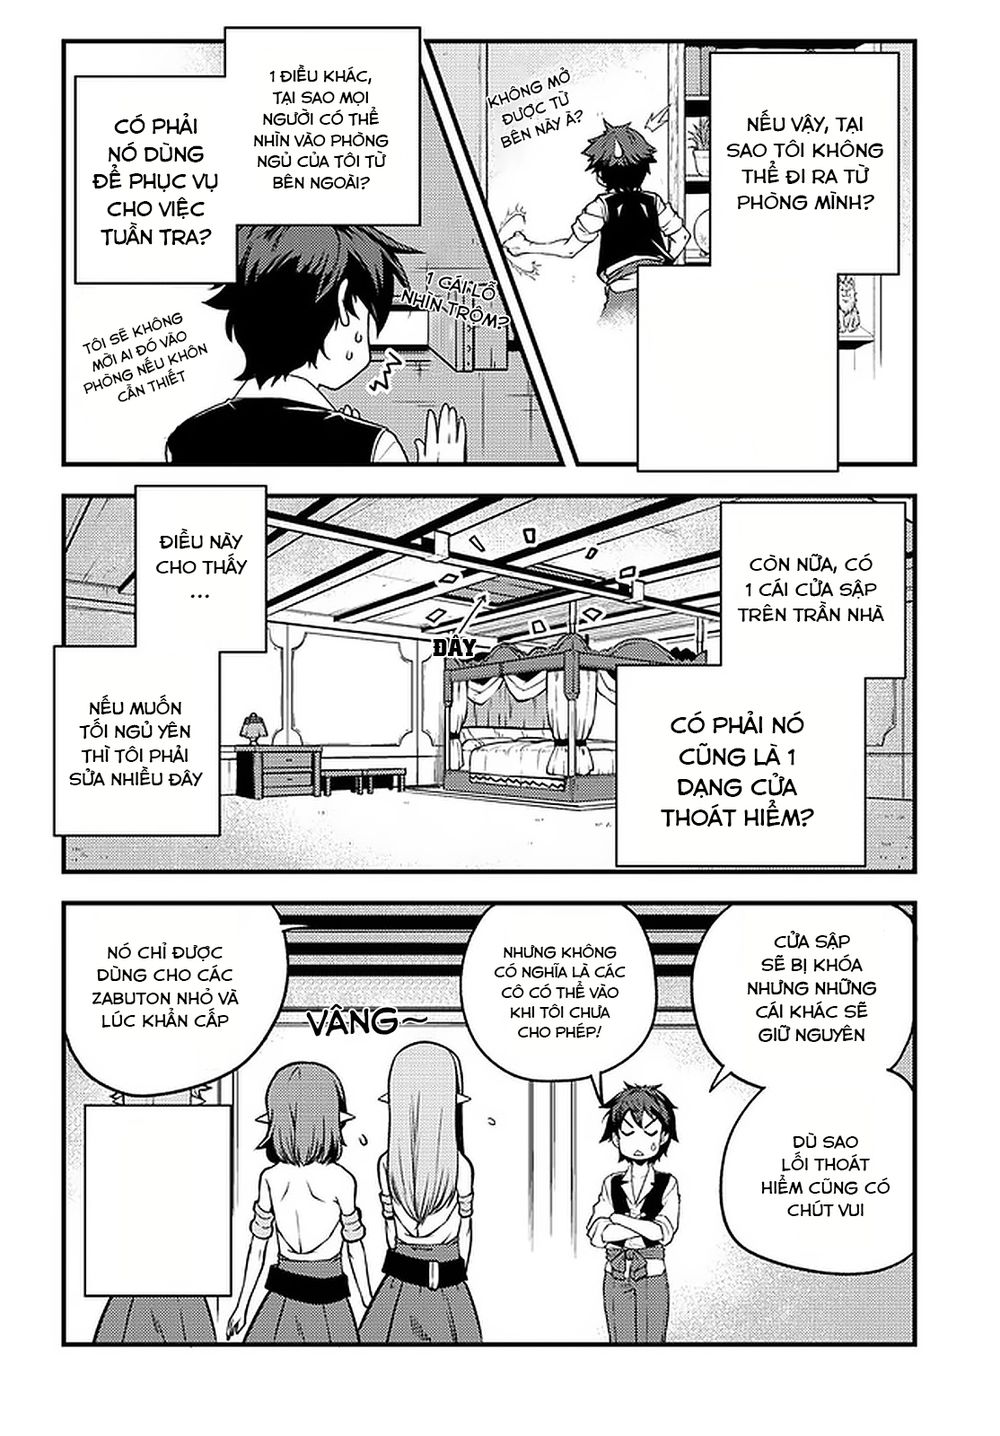 NẾU VẬY, TẠI
SAO TÔI KHÔNG
THỂ ĐI RA TỪ
PHÒNG MÌNH?
KHÔNG MỞ
ĐƯỢC TỪ
BÊN NÀY À?
1 ĐIỀU KHÁC,
TẠI SAO MỌI
NGƯỜI CÓ THỂ
NHÌN VÀO PHÒNG
NGỦ CỦA TÔI TỪ
BÊN NGOÀI?
CÓ PHẢI
NÓ DÙNG
ĐỂ PHỤC VỤ
CHO VIỆC
TUẦN TRA?
1 CÁI LỖ
NHÌN TRỘM?
TÔI SẼ KHÔNG
MỜI AI ĐÓ VÀO
PHÒNG NẾU KHÔN
CẦN THIẾT
CÒN NỮA, CÓ
1 CÁI CỬA SẬP
TRÊN TRẦN NHÀ
CÓ PHẢI NÓ
CŨNG LÀ 1
DẠNG CỬA
THOÁT HIỂM?
ĐÂY
ĐIỀU NÀY
CHO THẤY
...
NẾU MUỐN
TỐI NGỦ YÊN
THÌ TÔI PHẢI
SỬA NHIỀU ĐÂY
CỬA SẬP
SẼ BỊ KHÓA
NHƯNG NHỮNG
CÁI KHÁC SẼ
GIỮ NGUYÊN
DÙ SAO
LỐI THOÁT
HIỂM CŨNG CÓ
CHÚT VUI
NHƯNG KHÔNG
CÓ NGHĨA LÀ CÁC
CÔ CÓ THỂ VÀO
KHI TÔI CHƯA
CHO PHÉP!
VÂNG~
NÓ CHỈ ĐƯỢC
DÙNG CHO CÁC
ZABUTON NHỎ VÀ
LÚC KHẨN CẤP